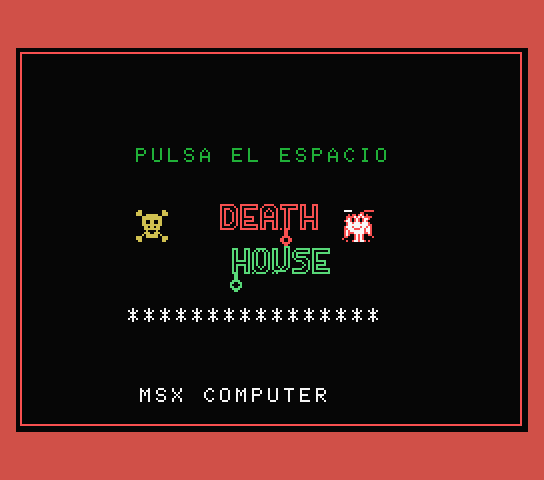 PULSA EL ESPACIO
DEATH
HOUSE
****************
MSX COMPUTER